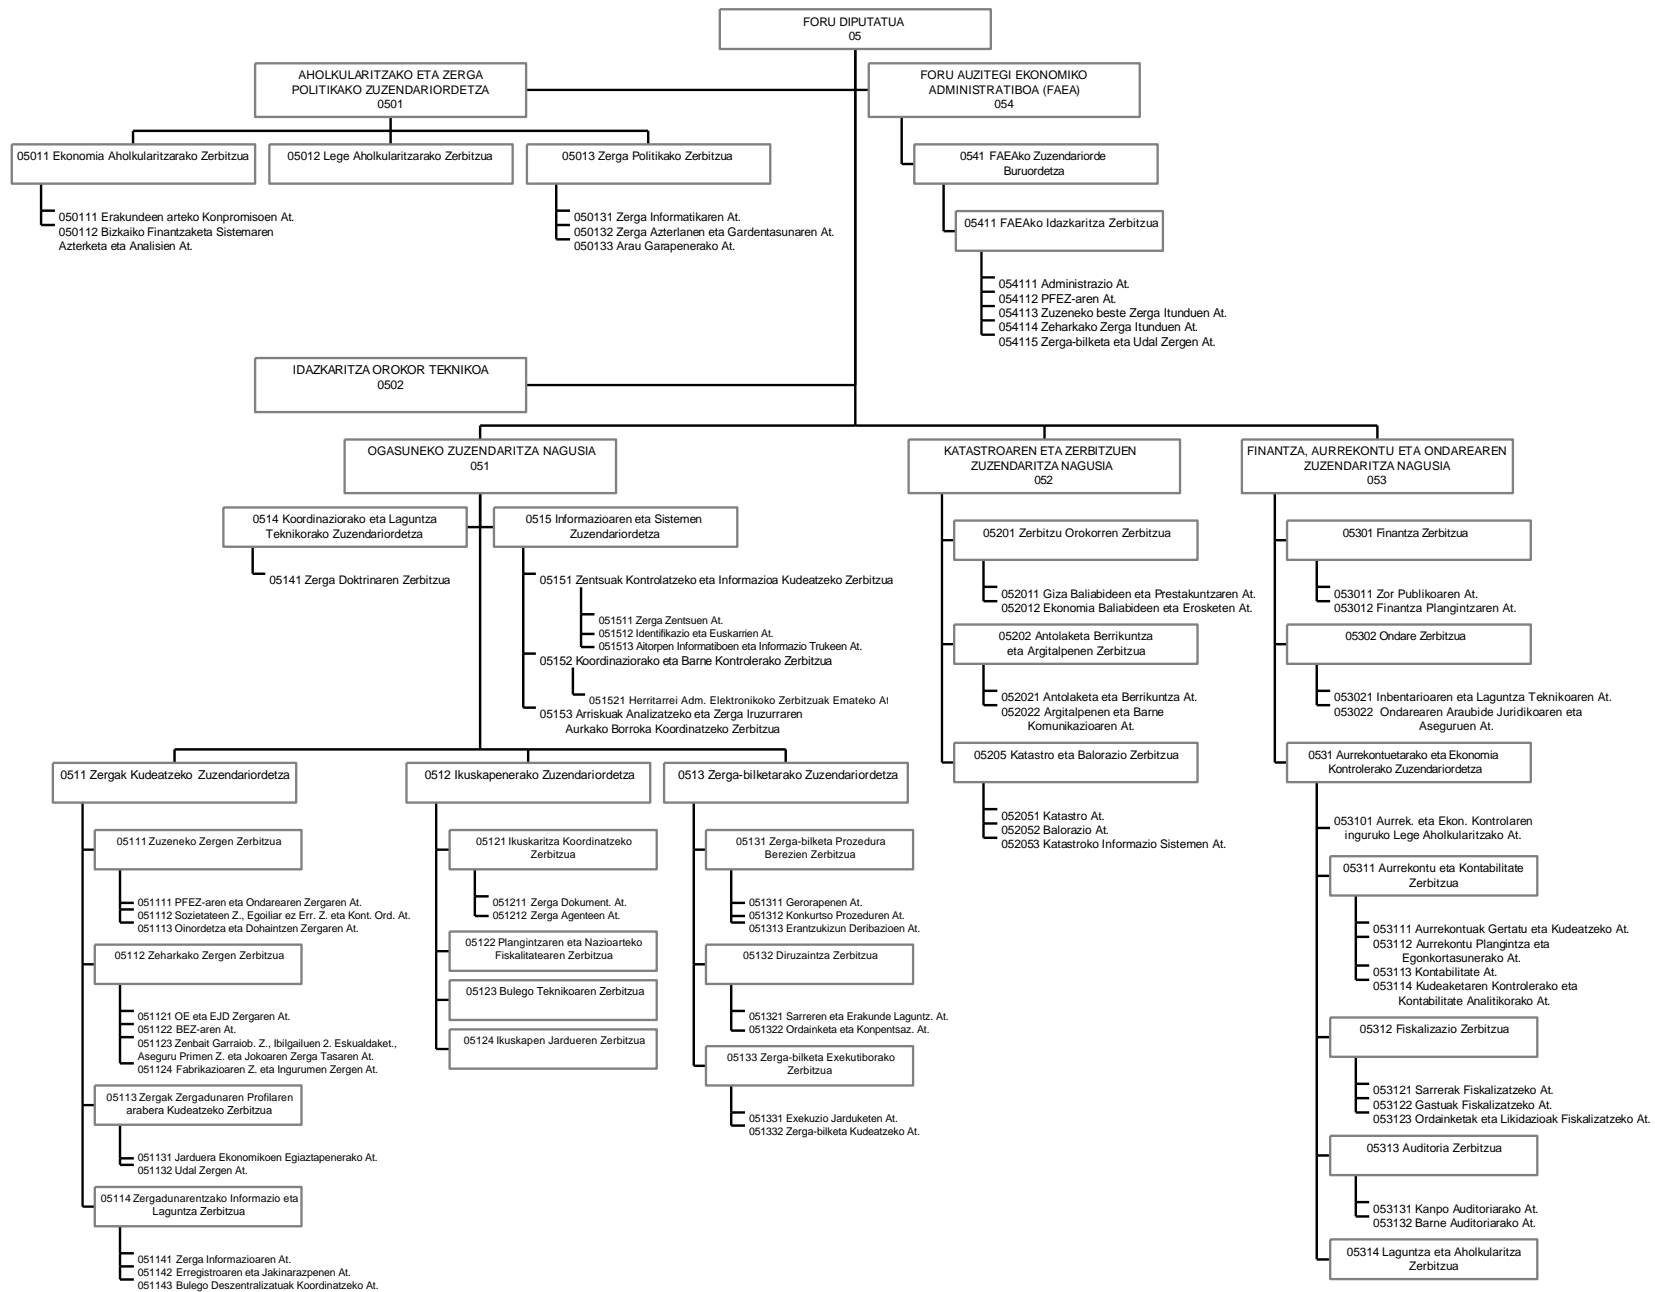 FORU DIPUTATUA
05
AHOLKULARITZAKO ETA ZERGA
POLITIKAKO ZUZENDARIORDETZA
0501
FORU AUZITEGI EKONOMIKO
ADMINISTRATIBOA (FAEA)
054
05011 Ekonomia Aholkularitzarako Zerbitzua
05012 Lege Aholkularitzarako Zerbitzua
05013 Zerga Politikako Zerbitzua
0541 FAEAko Zuzendariorde
Buruordetza
050111 Erakundeen arteko Konpromisoen At.
050112 Bizkaiko Finantzaketa Sistemaren
Azterketa eta Analisien At.
050131 Zerga Informatikaren At.
050132 Zerga Azterlanen eta Gardentasunaren At.
050133 Arau Garapenerako At.
05411 FAEAko Idazkaritza Zerbitzua
054111 Administrazio At.
054112 PFEZ-aren At.
054113 Zuzeneko beste Zerga Itunduen At.
054114 Zeharkako Zerga Itunduen At.
054115 Zerga-bilketa eta Udal Zergen At.
IDAZKARITZA OROKOR TEKNIKOA
0502
OGASUNEKO ZUZENDARITZA NAGUSIA
051
KATASTROAREN ETA ZERBITZUEN
ZUZENDARITZA NAGUSIA
052
FINANTZA, AURREKONTU ETA ONDAREAREN
ZUZENDARITZA NAGUSIA
053
0514 Koordinaziorako eta Laguntza
Teknikorako Zuzendariordetza
05141 Zerga Doktrinaren Zerbitzua
0515 Informazioaren eta Sistemen
Zuzendariordetza
05151 Zentsuak Kontrolatzeko eta Informazioa Kudeatzeko Zerbitzua
051511 Zerga Zentsuen At.
051512 Identifikazio eta Euskarrien At.
051513 Aitorpen Informatiboen eta Informazio Trukeen At.
05152 Koordinaziorako eta Barne Kontrolerako Zerbitzua
051521 Herritarrei Adm. Elektronikoko Zerbitzuak Emateko At
05153 Arriskuak Analizatzeko eta Zerga Iruzurraren
Aurkako Borroka Koordinatzeko Zerbitzua
0511 Zergak Kudeatzeko Zuzendariordetza
05111 Zuzeneko Zergen Zerbitzua
051111 PFEZ-aren eta Ondarearen Zergaren At.
051112 Sozietateen Z., Egoiliar ez Err. Z. eta Kont. Ord. At.
051113 Oinordetza eta Dohaintzen Zergaren At.
05112 Zeharkako Zergen Zerbitzua
051121 OE eta EJD Zergaren At.
051122 BEZ-aren At.
051123 Zenbait Garraiob. Z., Ibilgailuen 2. Eskualdaket.,
Aseguru Primen Z. eta Jokoaren Zerga Tasaren At.
051124 Fabrikazioaren Z. eta Ingurumen Zergen At.
05113 Zergak Zergadunaren Profilaren
arabera Kudeatzeko Zerbitzua
051131 Jarduera Ekonomikoen Egiaztapenerako At.
051132 Udal Zergen At.
05114 Zergadunarentzako Informazio eta
Laguntza Zerbitzua
051141 Zerga Informazioaren At.
051142 Erregistroaren eta Jakinarazpenen At.
051143 Bulego Deszentralizatuak Koordinatzeko At.
0512 Ikuskapenerako Zuzendariordetza
05121 Ikuskaritza Koordinatzeko
Zerbitzua
051211 Zerga Dokument. At.
051212 Zerga Agenteen At.
05122 Plangintzaren eta Nazioarteko
Fiskalitatearen Zerbitzua
05123 Bulego Teknikoaren Zerbitzua
05124 Ikuskapen Jardueren Zerbitzua
0513 Zerga-bilketarako Zuzendariordetza
05131 Zerga-bilketa Prozedura
Berezien Zerbitzua
051311 Gerorapenen At.
051312 Konkurtso Prozeduren At.
051313 Erantzukizun Deribazioen At.
05132 Diruzaintza Zerbitzua
051321 Sarreren eta Erakunde Laguntz. At.
051322 Ordainketa eta Konpentsaz. At.
05133 Zerga-bilketa Exekutiborako
Zerbitzua
051331 Exekuzio Jarduketen At.
051332 Zerga-bilketa Kudeatzeko At.
05201 Zerbitzu Orokorren Zerbitzua
052011 Giza Baliabideen eta Prestakuntzaren At.
052012 Ekonomia Baliabideen eta Erosketen At.
05202 Antolaketa Berrikuntza
eta Argitalpenen Zerbitzua
052021 Antolaketa eta Berrikuntza At.
052022 Argitalpenen eta Barne
Komunikazioaren At.
05205 Katastro eta Balorazio Zerbitzua
052051 Katastro At.
052052 Balorazio At.
052053 Katastroko Informazio Sistemen At.
05301 Finantza Zerbitzua
053011 Zor Publikoaren At.
053012 Finantza Plangintzaren At.
05302 Ondare Zerbitzua
053021 Inbentarioaren eta Laguntza Teknikoaren At.
053022 Ondarearen Araubide Juridikoaren eta
Aseguruen At.
0531 Aurrekontuetarako eta Ekonomia
Kontrolerako Zuzendariordetza
053101 Aurrek. eta Ekon. Kontrolaren
inguruko Lege Aholkularitzako At.
05311 Aurrekontu eta Kontabilitate
Zerbitzua
053111 Aurrekontuak Gertatu eta Kudeatzeko At.
053112 Aurrekontu Plangintza eta
Egonkortasunerako At.
053113 Kontabilitate At.
053114 Kudeaketaren Kontrolerako eta
Kontabilitate Analitikorako At.
05312 Fiskalizazio Zerbitzua
053121 Sarrerak Fiskalizatzeko At.
053122 Gastuak Fiskalizatzeko At.
053123 Ordainketak eta Likidazioak Fiskalizatzeko At.
05313 Auditoria Zerbitzua
053131 Kanpo Auditoriarako At.
053132 Barne Auditoriarako At.
05314 Laguntza eta Aholkularitza
Zerbitzua